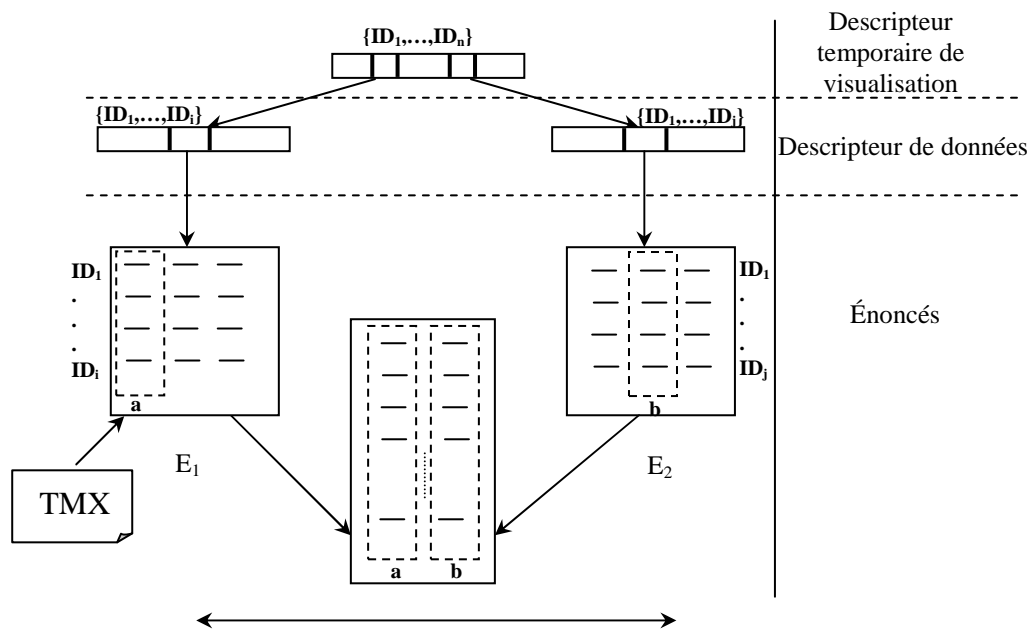 {ID₁,…,IDₙ}
Descripteur
temporaire de
visualisation
{ID₁,…,IDᵢ}
{ID₁,…,IDⱼ}
Descripteur de données
ID₁
.
.
.
IDᵢ
a
ID₁
.
.
.
IDⱼ
b
Énoncés
E₁
E₂
TMX
a
b